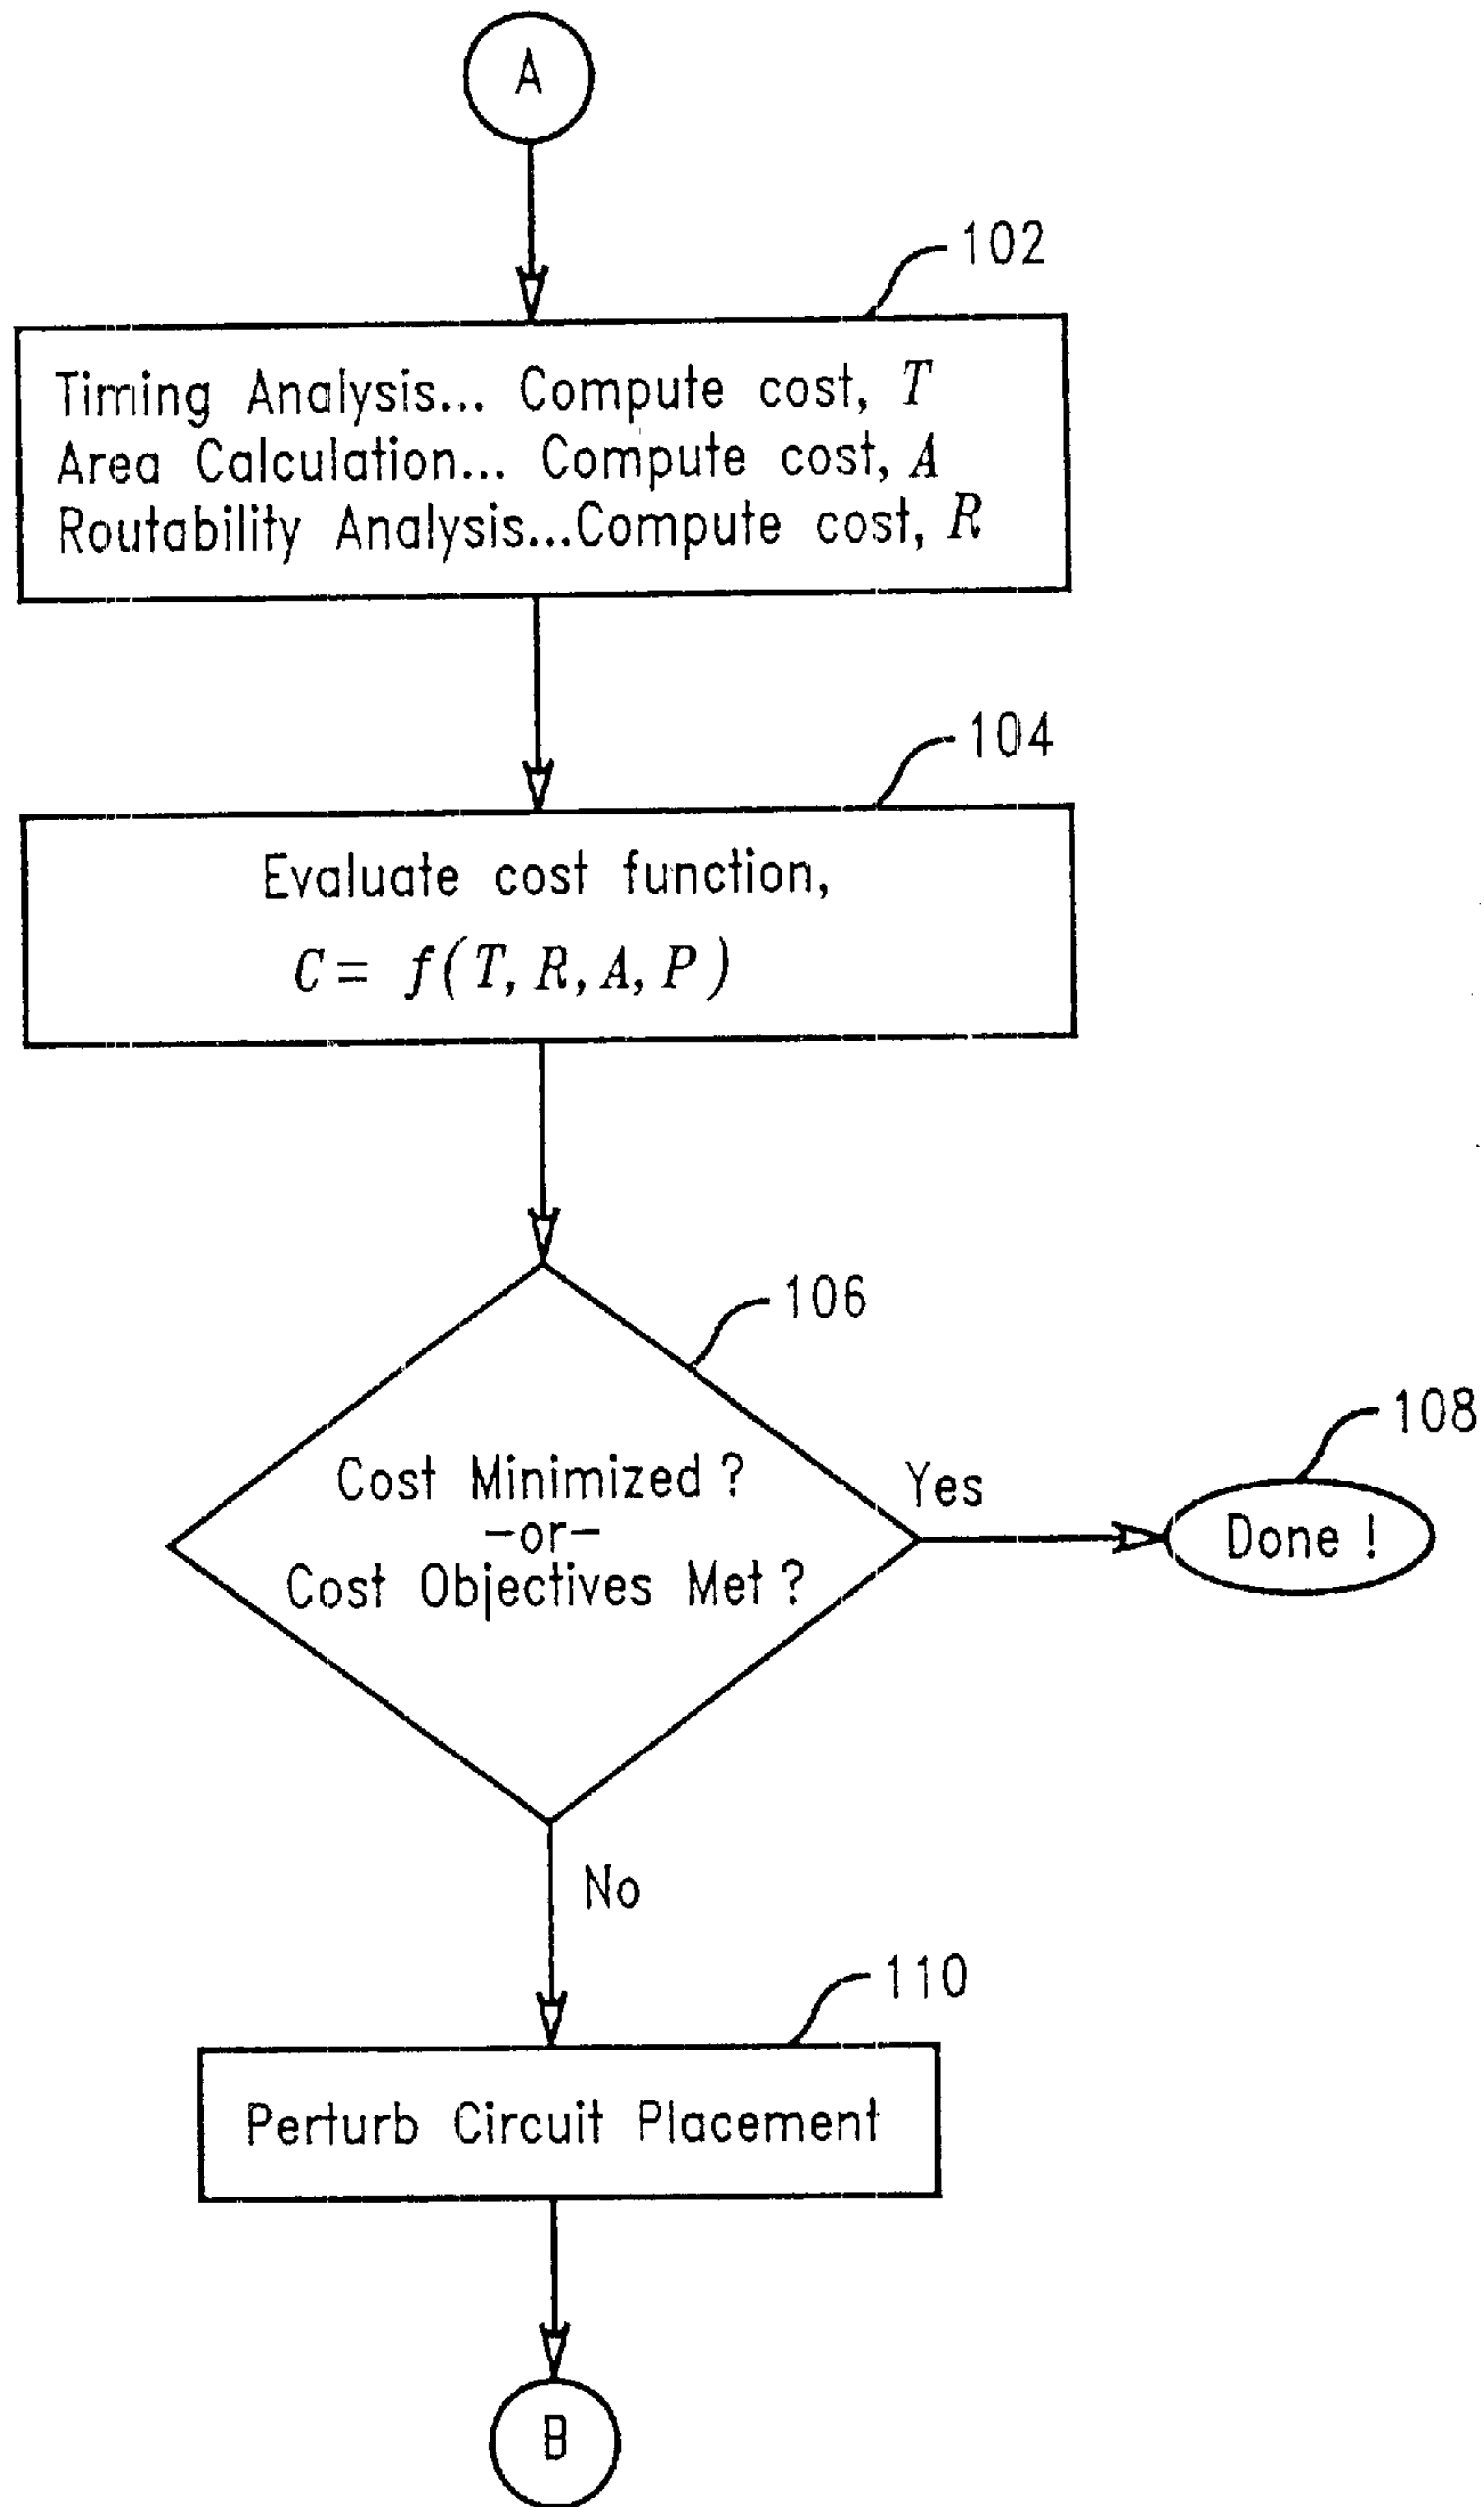 A
102
Timing Analysis... Compute cost, T
Area Calculation... Compute cost, A
Routability Analysis...Compute cost, R
104
Evaluate cost function,
C = f(T, R, A, P)
106
Cost Minimized ?
-or-
Cost Objectives Met ?
Yes
108
Done !
No
110
Perturb Circuit Placement
B